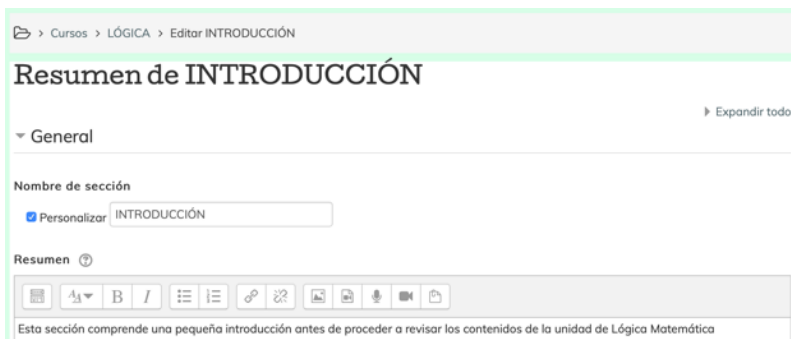 > Cursos > LÓGICA > Editar INTRODUCCIÓN
Resumen de INTRODUCCIÓN
Expandir todo
General
Nombre de sección
Personalizar INTRODUCCIÓN
Resumen ?
A B I
Esta sección comprende una pequeña introducción antes de proceder a revisar los contenidos de la unidad de Lógica Matemática